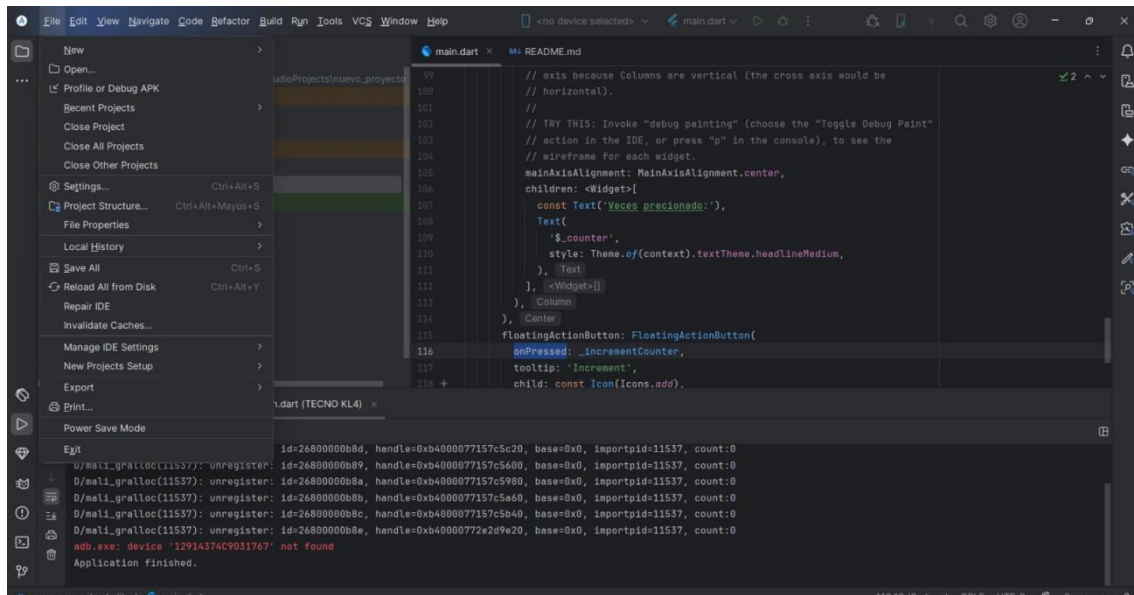 File Edit View Navigate Code Refactor Build Run Tools VCS Window Help <no device selected> main.dart
New
Open...
Profile or Debug APK
Recent Projects
Close Project
Close All Projects
Close Other Projects
Settings... Ctrl+Alt+S
Project Structure... Ctrl+Alt+Mayús+S
File Properties
Local History
Save All Ctrl+S
Reload All from Disk Ctrl+Alt+Y
Repair IDE
Invalidate Caches...
Manage IDE Settings
New Projects Setup
Export
Print...
Power Save Mode
Exit
udioProjects\nuevo_proyecto
main.dart README.md
2
99 // axis because Columns are vertical (the cross axis would be
100 // horizontal).
101 //
102 // TRY THIS: Invoke "debug painting" (choose the "Toggle Debug Paint"
103 // action in the IDE, or press "p" in the console), to see the
104 // wireframe for each widget.
105 mainAxisAlignment: MainAxisAlignment.center,
106 children: <Widget>[
107 const Text('Veces precionado:'),
108 Text(
109 '$_counter',
110 style: Theme.of(context).textTheme.headlineMedium,
111 ), Text
112 ], <Widget>[]
113 ), Column
114 ), Center
115 floatingActionButton: FloatingActionButton(
116 onPressed: _incrementCounter,
117 tooltip: 'Increment',
118 child: const Icon(Icons.add),
n.dart (TECNO KL4)
id=26800000b8d, handle=0xb4000077157c5c20, base=0x0, importpid=11537, count:0
D/mali_gralloc(11537): unregister: id=26800000b89, handle=0xb4000077157c5600, base=0x0, importpid=11537, count:0
D/mali_gralloc(11537): unregister: id=26800000b8a, handle=0xb4000077157c5980, base=0x0, importpid=11537, count:0
D/mali_gralloc(11537): unregister: id=26800000b8b, handle=0xb4000077157c5a60, base=0x0, importpid=11537, count:0
D/mali_gralloc(11537): unregister: id=26800000b8c, handle=0xb4000077157c5b40, base=0x0, importpid=11537, count:0
D/mali_gralloc(11537): unregister: id=26800000b8e, handle=0xb40000772e2d9e20, base=0x0, importpid=11537, count:0
adb.exe: device '12914374C9031767' not found
Application finished.